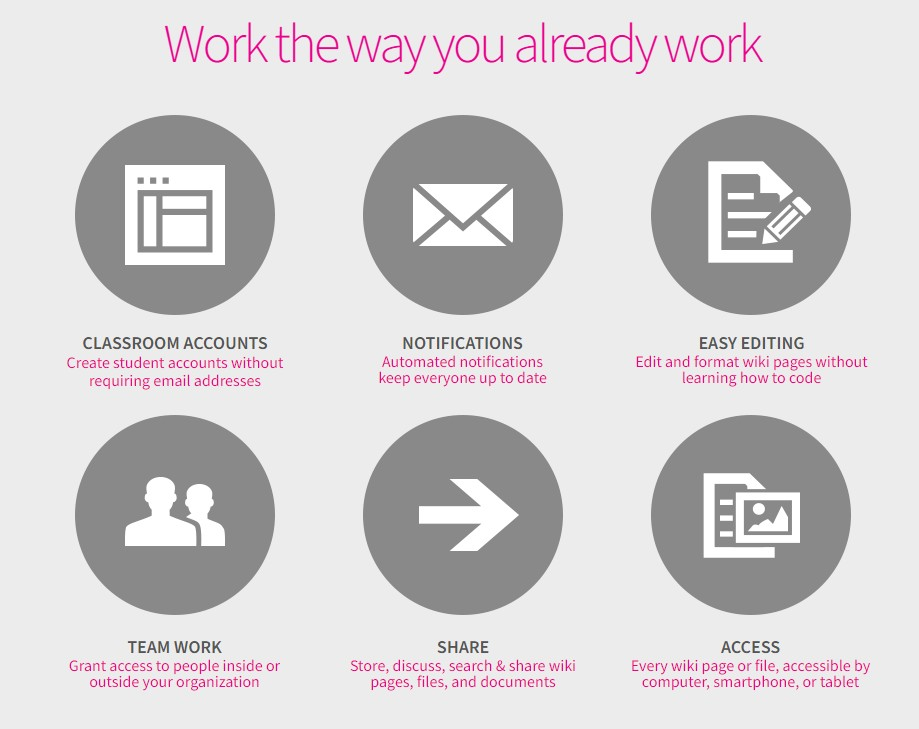 Work the way you already work
CLASSROOM ACCOUNTS
Create student accounts without
requiring email addresses
NOTIFICATIONS
Automated notifications
keep everyone up to date
EASY EDITING
Edit and format wiki pages without
learning how to code
TEAM WORK
Grant access to people inside or
outside your organization
SHARE
Store, discuss, search & share wiki
pages, files, and documents
ACCESS
Every wiki page or file, accessible by
computer, smartphone, or tablet